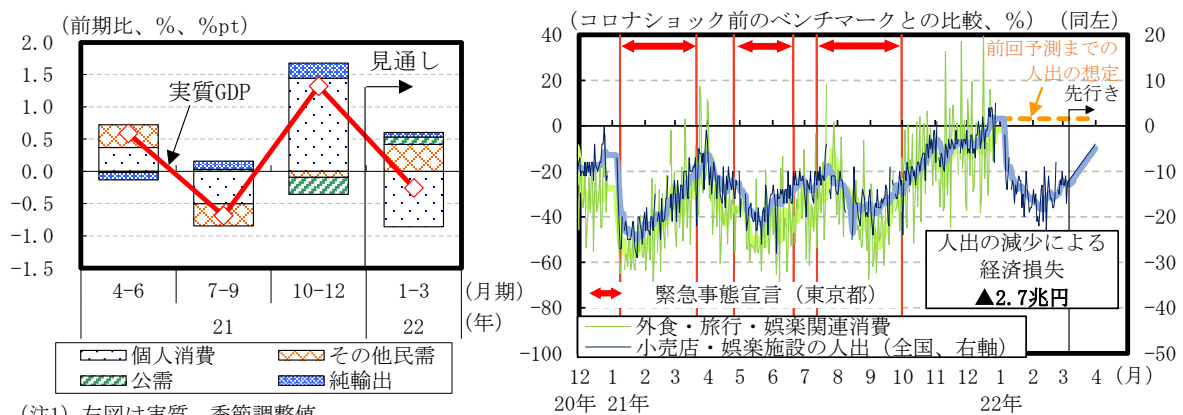 (前期比、%、%pt)
2.0
1.5
1.0
0.5
0.0
-0.5
-1.0
-1.5
実質GDP
見通し
4-6
7-9
10-12
1-3
(月期)
21
22
(年)
個人消費
その他民需
公需
純輸出
(コロナショック前のベンチマークとの比較、%)
(同左)
40
20
0
-20
-40
-60
-80
-100
20
10
0
-10
-20
-30
-40
-50
前回予測までの
人出の想定
先行き
人出の減少による
経済損失
▲2.7兆円
緊急事態宣言(東京都)
外食・旅行・娯楽関連消費
小売店・娯楽施設の人出(全国、右軸)
12 1 2 3 4 5 6 7 8 9 10 11 12 1 2 3 4 (月)
20年 21年 22年
(注1) 右図は実質、季節調整値